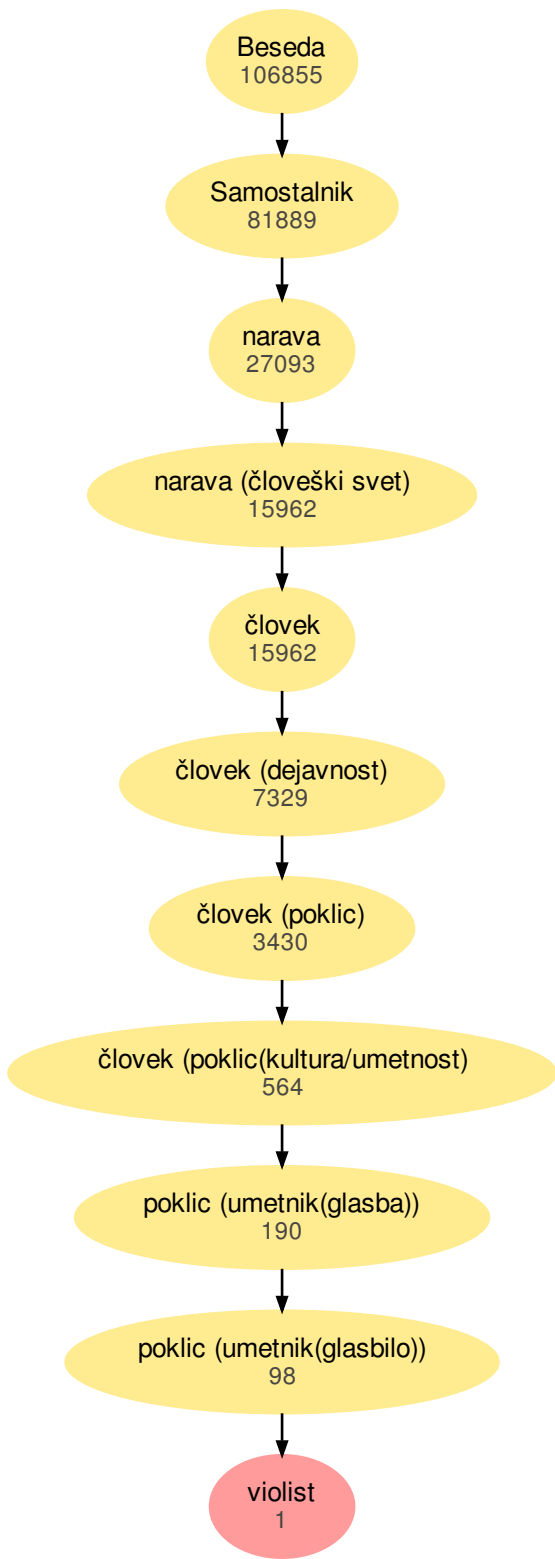 Beseda
106855
Samostalnik
81889
narava
27093
narava (človeški svet)
15962
človek
15962
človek (dejavnost)
7329
človek (poklic)
3430
človek (poklic(kultura/umetnost)
564
poklic (umetnik(glasba))
190
poklic (umetnik(glasbilo))
98
violist
1